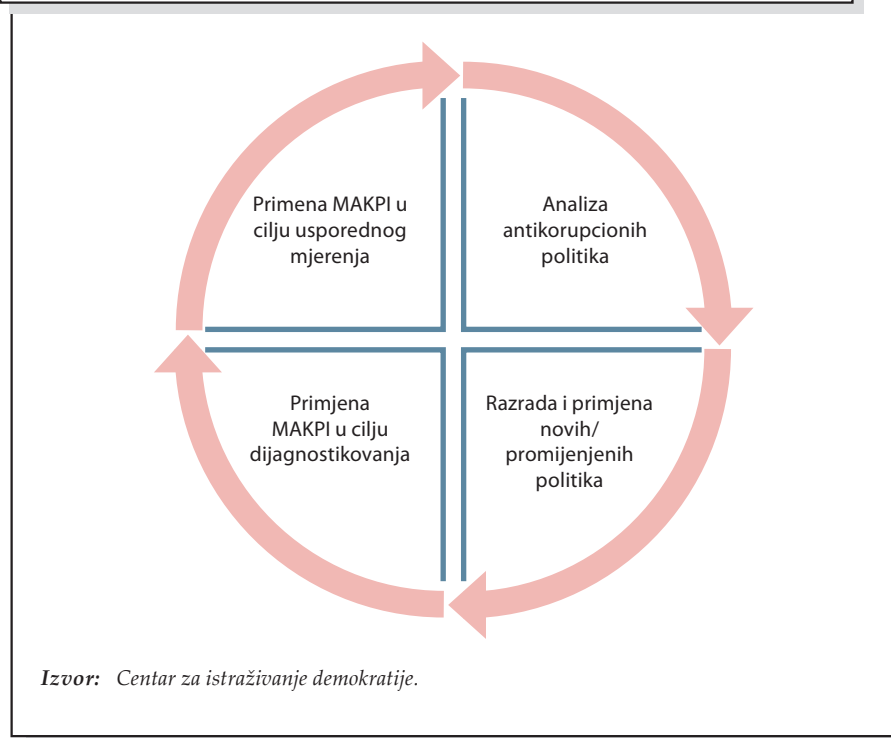 Primena MAKPI u
cilju usporednog
mjerenja
Analiza
antikorupcionih
politika
Primjena
MAKPI u cilju
dijagnostikovanja
Razrada i primjena
novih/
promijenjenih
politika
Izvor: Centar za istraživanje demokratije.